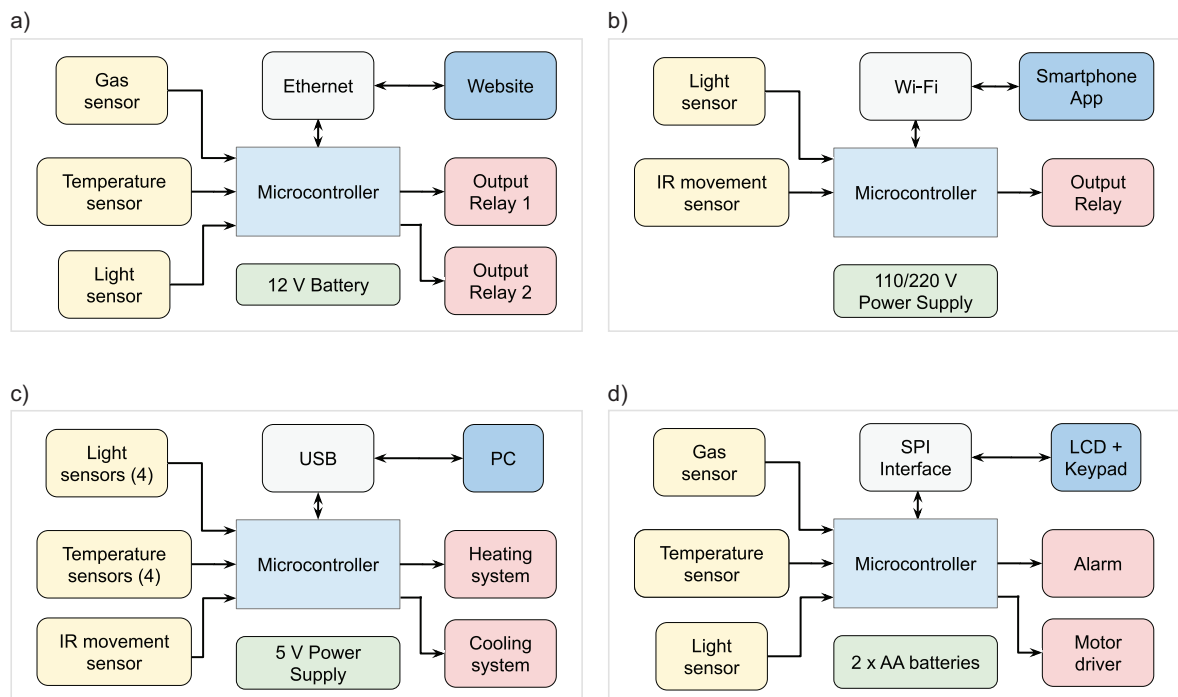 a)
Gas
sensor
Ethernet
Website
Temperature
sensor
Microcontroller
Output
Relay 1
Light
sensor
12 V Battery
Output
Relay 2
b)
Light
sensor
Wi-Fi
Smartphone
App
IR movement
sensor
Microcontroller
Output
Relay
110/220 V
Power Supply
c)
Light
sensors (4)
USB
PC
Temperature
sensors (4)
Microcontroller
Heating
system
IR movement
sensor
5 V Power
Supply
Cooling
system
d)
Gas
sensor
SPI
Interface
LCD +
Keypad
Temperature
sensor
Microcontroller
Alarm
Light
sensor
2 x AA batteries
Motor
driver